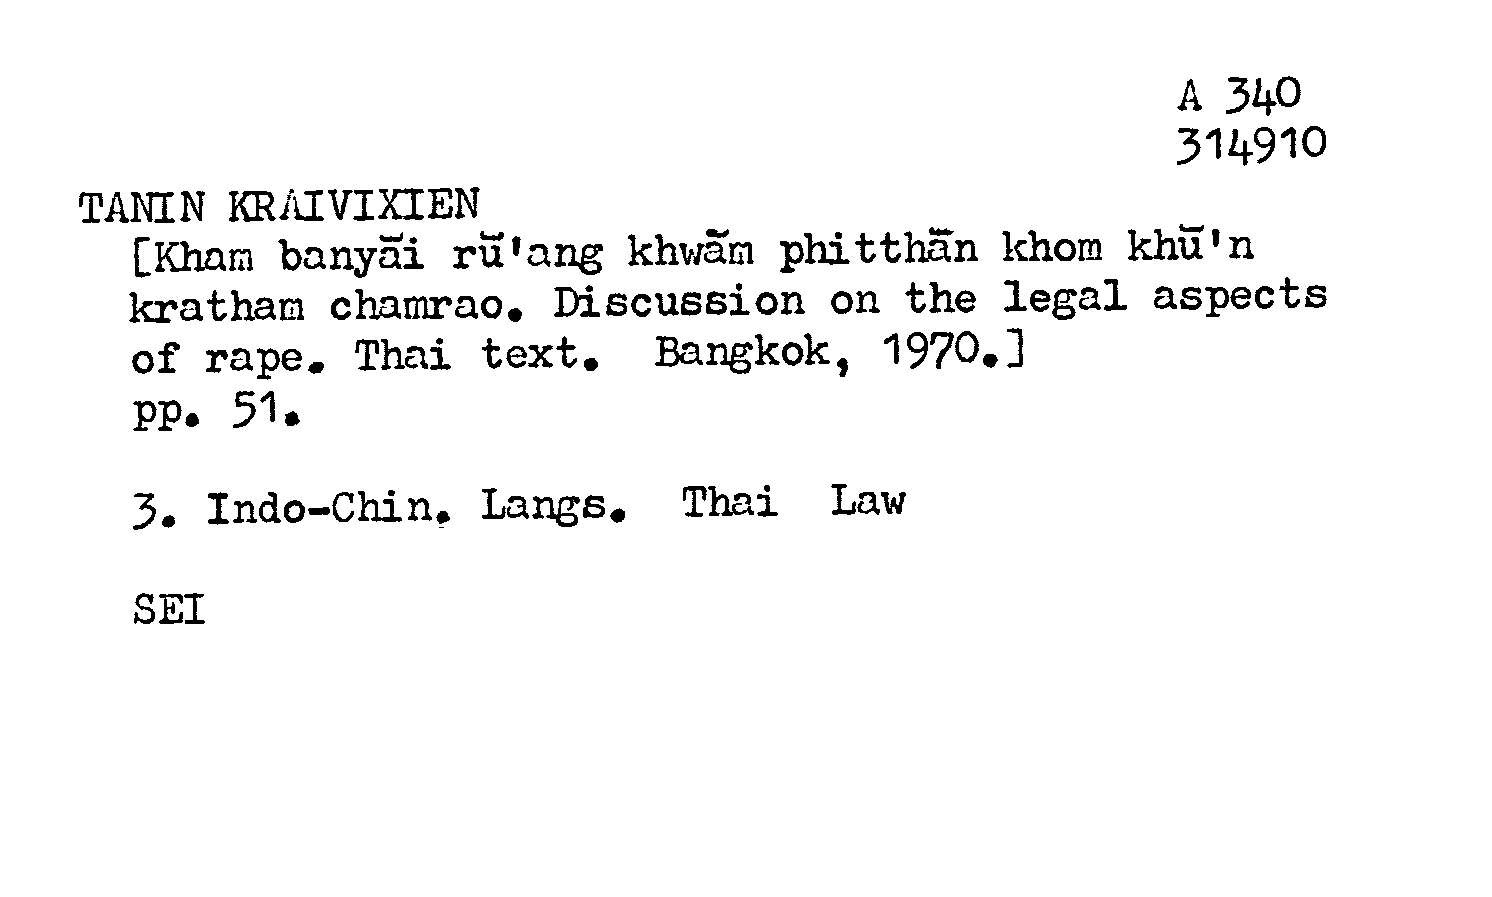 A 340
314910
TANIN KRAIVIXIEN
[Kham banyāi rū'ang khwām phitthān khom khū'n
kratham chamrao. Discussion on the legal aspects
of rape. Thai text. Bangkok, 1970.]
pp. 51.
3. Indo-Chin. Langs. Thai Law
SEI